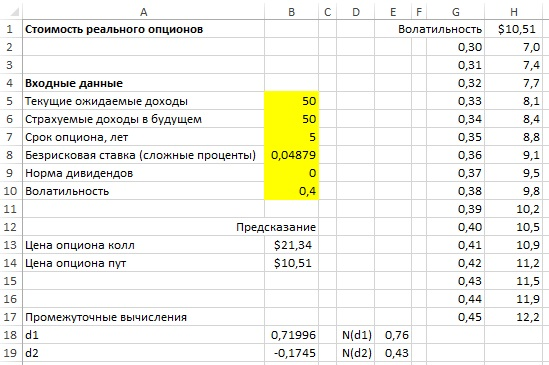 A B C D E F G H
1 Стоимость реального опционов Волатильность $10,51
2 0,30 7,0
3 0,31 7,4
4 Входные данные 0,32 7,7
5 Текущие ожидаемые доходы 50 0,33 8,1
6 Страхуемые доходы в будущем 50 0,34 8,4
7 Срок опциона, лет 5 0,35 8,8
8 Безрисковая ставка (сложные проценты) 0,04879 0,36 9,1
9 Норма дивидендов 0 0,37 9,5
10 Волатильность 0,4 0,38 9,8
11 0,39 10,2
12 Предсказание 0,40 10,5
13 Цена опциона колл $21,34 0,41 10,9
14 Цена опциона пут $10,51 0,42 11,2
15 0,43 11,5
16 0,44 11,9
17 Промежуточные вычисления 0,45 12,2
18 d1 0,71996 N(d1) 0,76
19 d2 -0,1745 N(d2) 0,43